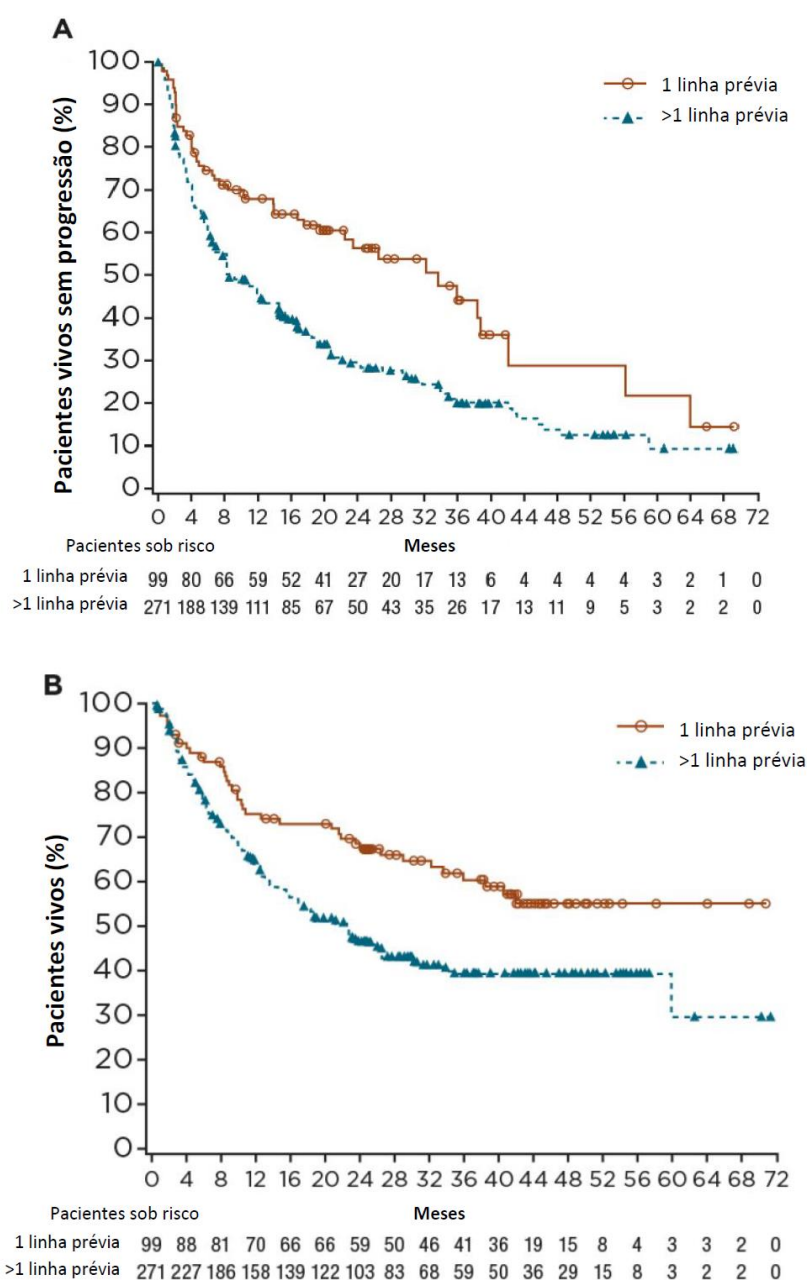 A
Pacientes vivos sem progressão (%)
100
90
80
70
60
50
40
30
20
10
0
1 linha prévia
>1 linha prévia
0 4 8 12 16 20 24 28 32 36 40 44 48 52 56 60 64 68 72
Pacientes sob risco Meses
1 linha prévia 99 80 66 59 52 41 27 20 17 13 6 4 4 4 4 3 2 1 0
>1 linha prévia 271 188 139 111 85 67 50 43 35 26 17 13 11 9 5 3 2 2 0
B
Pacientes vivos (%)
100
90
80
70
60
50
40
30
20
10
0
1 linha prévia
>1 linha prévia
0 4 8 12 16 20 24 28 32 36 40 44 48 52 56 60 64 68 72
Pacientes sob risco Meses
1 linha prévia 99 88 81 70 66 66 59 50 46 41 36 19 15 8 4 3 3 2 0
>1 linha prévia 271 227 186 158 139 122 103 83 68 59 50 36 29 15 8 3 2 2 0